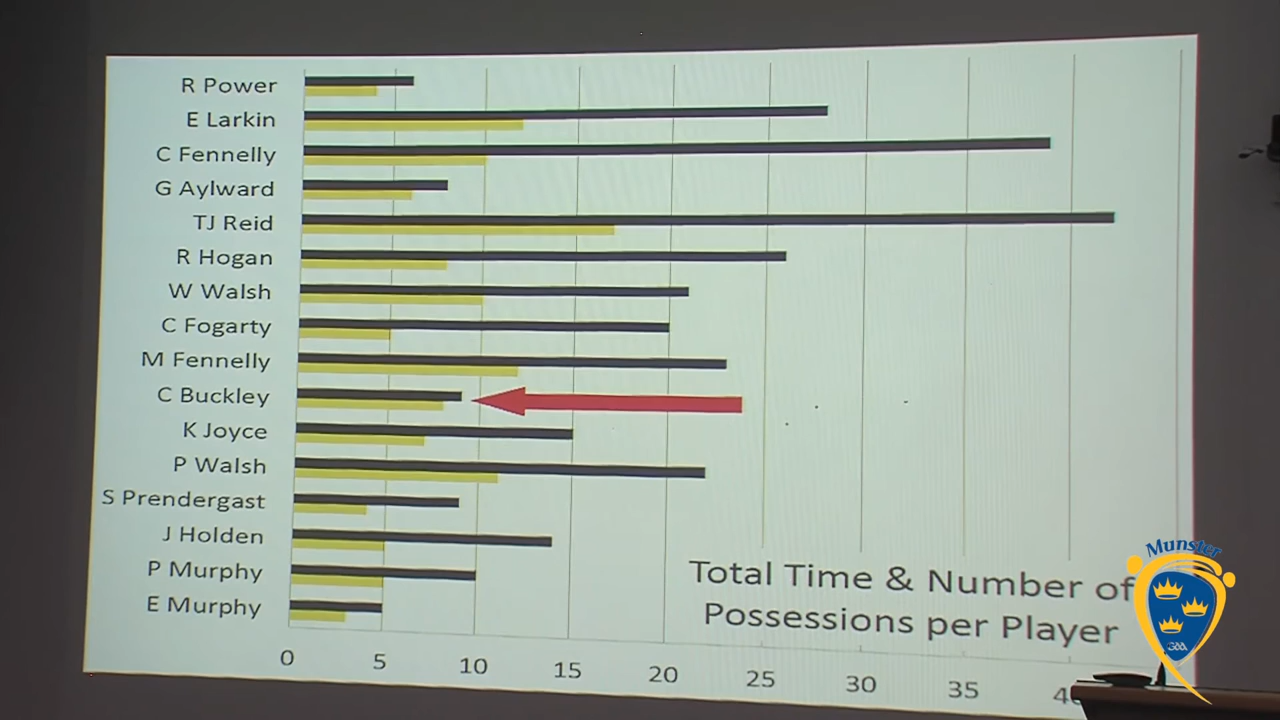 R Power
E Larkin
C Fennelly
G Aylward
TJ Reid
R Hogan
W Walsh
C Fogarty
M Fennelly
C Buckley
K Joyce
P Walsh
S Prendergast
J Holden
P Murphy
E Murphy
Total Time & Number of
Possessions per Player
0 5 10 15 20 25 30 35
Munster
GAA